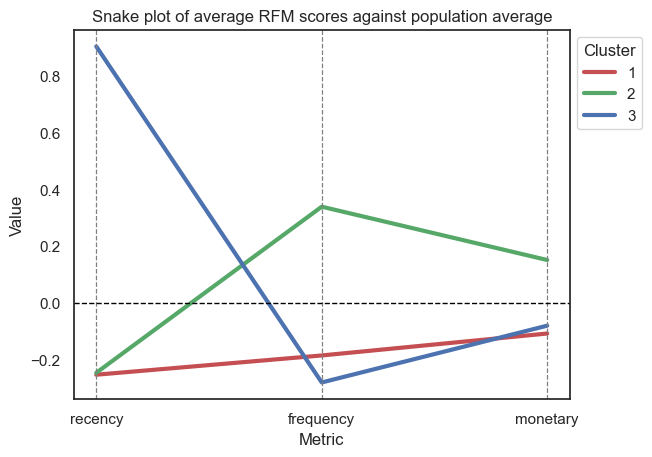 Snake plot of average RFM scores against population average
Cluster
1
2
3
0.8
0.6
0.4
0.2
0.0
−0.2
Value
recency
frequency
monetary
Metric